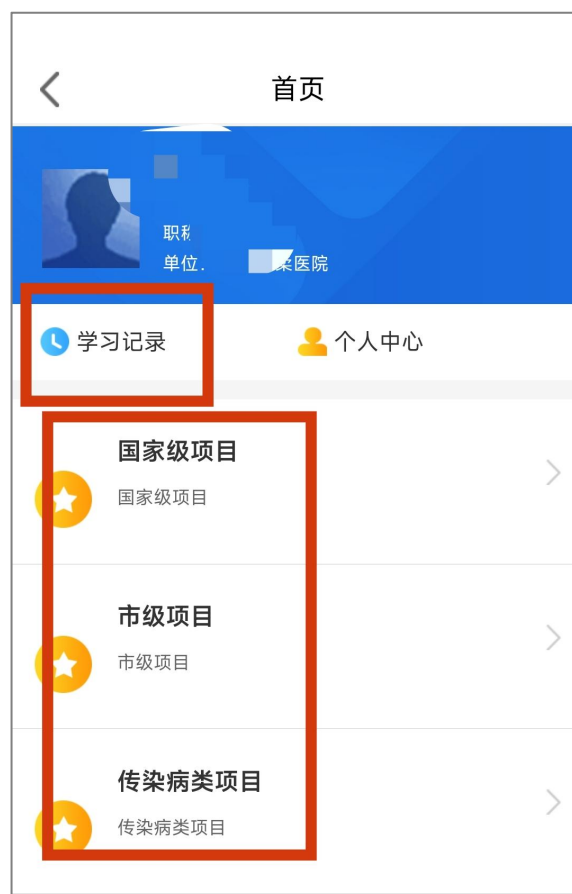 首页
职称
单位.
医院
学习记录
个人中心
国家级项目
国家级项目
市级项目
市级项目
传染病类项目
传染病类项目